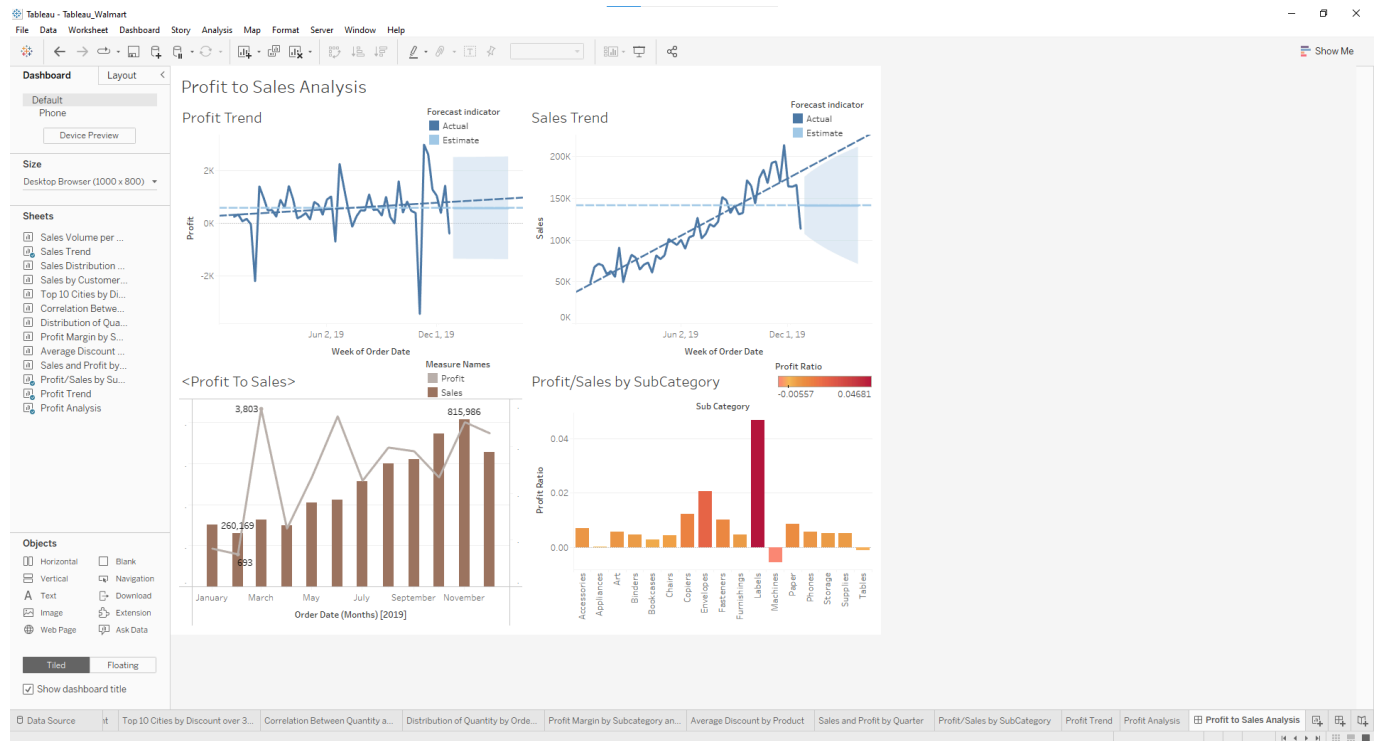 Tableau - Tableau_Walmart
File Data Worksheet Dashboard Story Analysis Map Format Server Window Help
Show Me
Dashboard Layout
Default
Phone
Device Preview
Size
Desktop Browser (1000 x 800)
Sheets
Sales Volume per ...
Sales Trend
Sales Distribution ...
Sales by Customer...
Top 10 Cities by Di...
Correlation Betwe...
Distribution of Qua...
Profit Margin by S...
Average Discount ...
Sales and Profit by...
Profit/Sales by Su...
Profit Trend
Profit Analysis
Objects
Horizontal Blank
Vertical Navigation
A Text Download
Image Extension
Web Page Ask Data
Tiled Floating
Show dashboard title
Profit to Sales Analysis
Profit Trend
Forecast indicator
Actual
Estimate
2K
0K
-2K
Profit
Jun 2, 19 Dec 1, 19
Week of Order Date
Sales Trend
Forecast indicator
Actual
Estimate
200K
150K
100K
50K
0K
Sales
Jun 2, 19 Dec 1, 19
Week of Order Date
<Profit To Sales>
Measure Names
Profit
Sales
3,803
815,986
260,169
693
January March May July September November
Order Date (Months) [2019]
Profit/Sales by SubCategory
Profit Ratio
-0.00557 0.04681
Sub Category
0.04
0.02
0.00
Profit Ratio
Accessories
Appliances
Art
Binders
Bookcases
Chairs
Copiers
Envelopes
Fasteners
Furnishings
Labels
Machines
Paper
Phones
Storage
Supplies
Tables
Data Source nt Top 10 Cities by Discount over 3... Correlation Between Quantity a... Distribution of Quantity by Orde... Profit Margin by Subcategory an... Average Discount by Product Sales and Profit by Quarter Profit/Sales by SubCategory Profit Trend Profit Analysis Profit to Sales Analysis